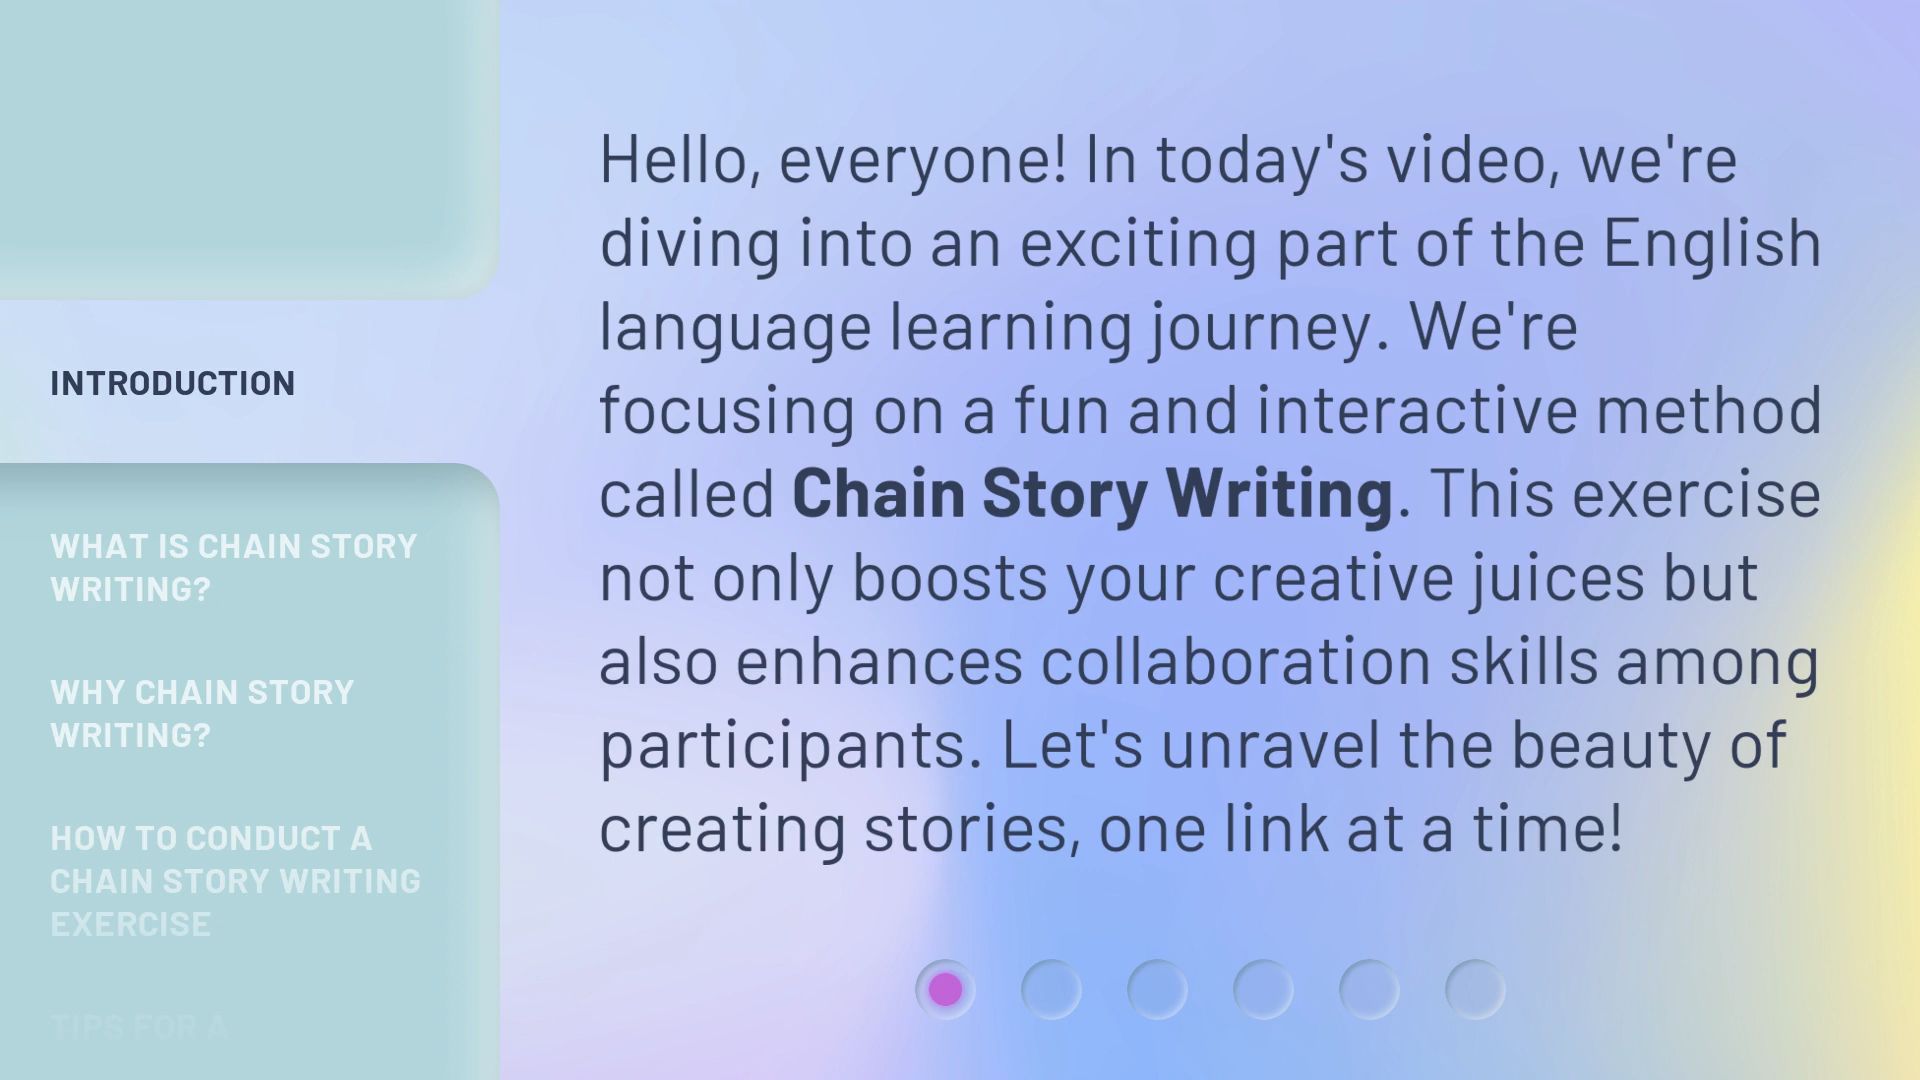 INTRODUCTION
WHAT IS CHAIN STORY
WRITING?
WHY CHAIN STORY
WRITING?
HOW TO CONDUCT A
CHAIN STORY WRITING
EXERCISE
TIPS FOR A
Hello, everyone! In today's video, we're
diving into an exciting part of the English
language learning journey. We're
focusing on a fun and interactive method
called Chain Story Writing. This exercise
not only boosts your creative juices but
also enhances collaboration skills among
participants. Let's unravel the beauty of
creating stories, one link at a time!